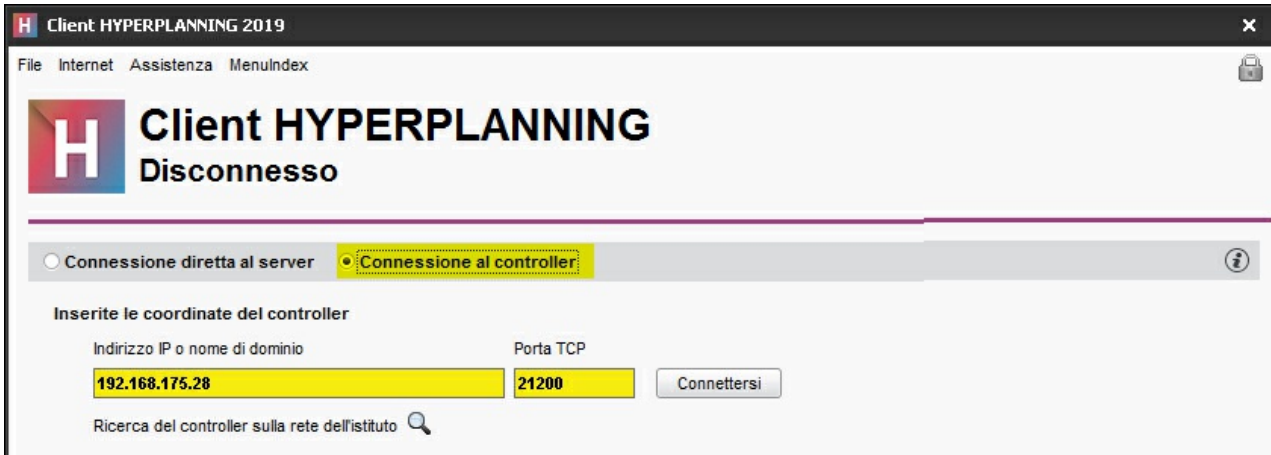 H Client HYPERPLANNING 2019
File Internet Assistenza MenuIndex
H Client HYPERPLANNING
Disconnesso
Connessione diretta al server Connessione al controller
Inserite le coordinate del controller
Indirizzo IP o nome di dominio Porta TCP
192.168.175.28 21200 Connettersi
Ricerca del controller sulla rete dell'istituto